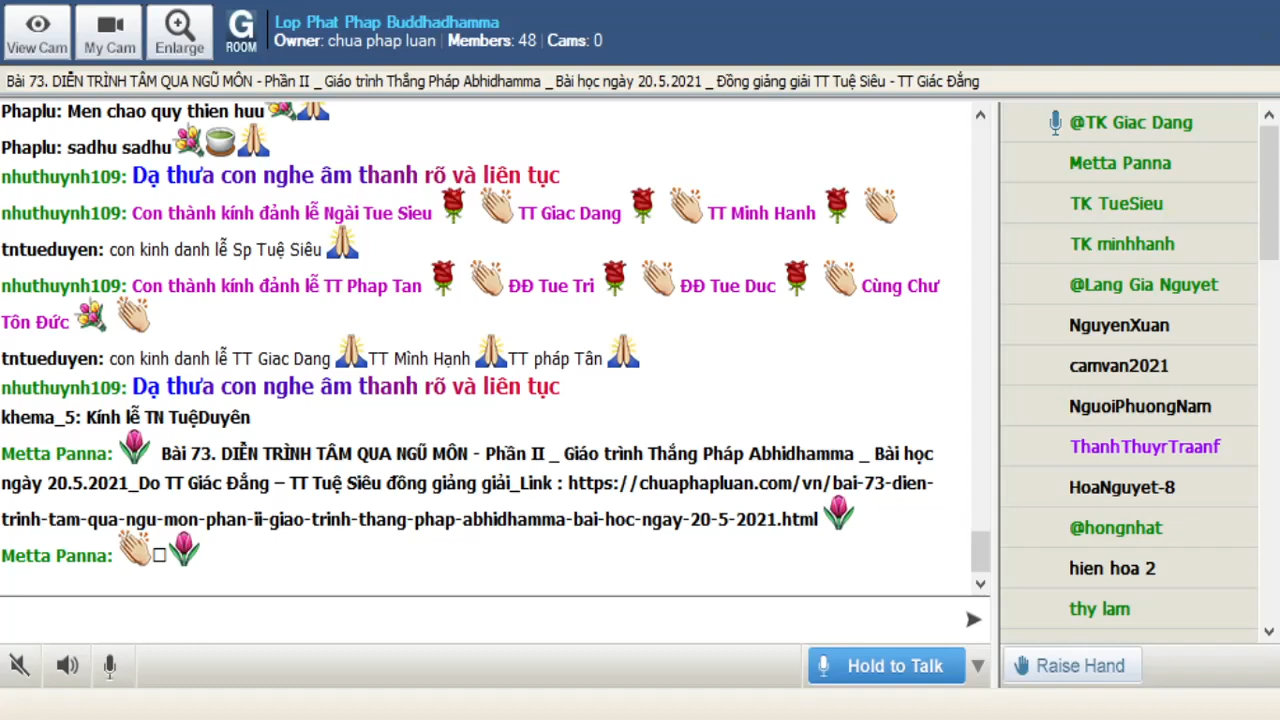 View Cam
My Cam
Enlarge
G
ROOM
Lop Phat Phap Buddhadhamma
Owner: chua phap luan | Members: 48 | Cams: 0
Bài 73. DIỄN TRÌNH TÂM QUA NGŨ MÔN - Phần II _ Giáo trình Thắng Pháp Abhidhamma _ Bài học ngày 20.5.2021 _ Đồng giảng giải TT Tuệ Siêu - TT Giác Đẳng
Phaplu: Men chao quy thien huu
Phaplu: sadhu sadhu
nhuthuynh109: Dạ thưa con nghe âm thanh rõ và liên tục
nhuthuynh109: Con thành kính đảnh lễ Ngài Tue Sieu TT Giac Dang TT Minh Hanh
tntueduyen: con kinh danh lễ Sp Tuệ Siêu
nhuthuynh109: Con thành kính đảnh lễ TT Phap Tan ĐĐ Tue Tri ĐĐ Tue Duc Cùng Chư
Tôn Đức
tntueduyen: con kinh danh lễ TT Giac Dang TT Mình Hạnh TT pháp Tân
nhuthuynh109: Dạ thưa con nghe âm thanh rõ và liên tục
khema_5: Kính lễ TN TuệDuyên
Metta Panna: Bài 73. DIỄN TRÌNH TÂM QUA NGŨ MÔN - Phần II _ Giáo trình Thắng Pháp Abhidhamma _ Bài học
ngày 20.5.2021_Do TT Giác Đẳng – TT Tuệ Siêu đồng giảng giải_Link : https://chuaphapluan.com/vn/bai-73-dien-
trinh-tam-qua-ngu-mon-phan-ii-giao-trinh-thang-phap-abhidhamma-bai-hoc-ngay-20-5-2021.html
Metta Panna:
@TK Giac Dang
Metta Panna
TK TueSieu
TK minhhanh
@Lang Gia Nguyet
NguyenXuan
camvan2021
NguoiPhuongNam
ThanhThuyrTraanf
HoaNguyet-8
@hongnhat
hien hoa 2
thy lam
Hold to Talk
Raise Hand